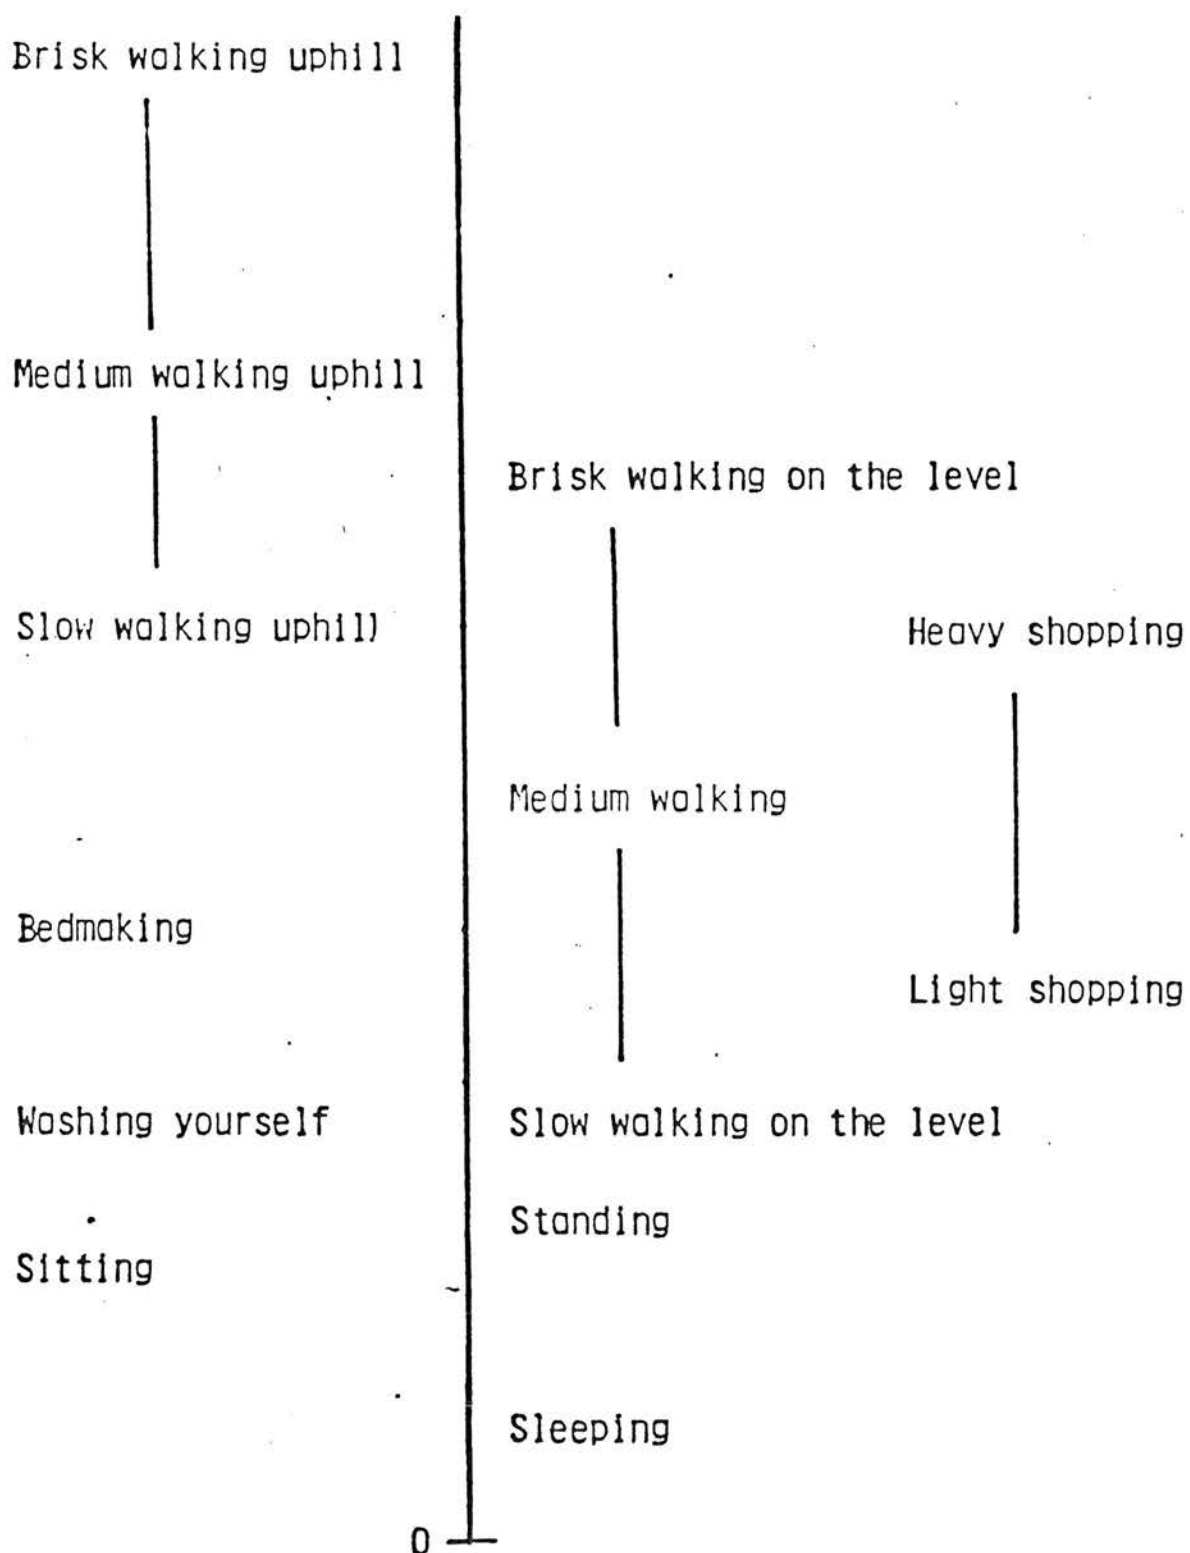 Brisk walking uphill
Medium walking uphill
Brisk walking on the level
Slow walking uphill
Heavy shopping
Medium walking
Bedmaking
Light shopping
Washing yourself
Slow walking on the level
Standing
Sitting
Sleeping
0